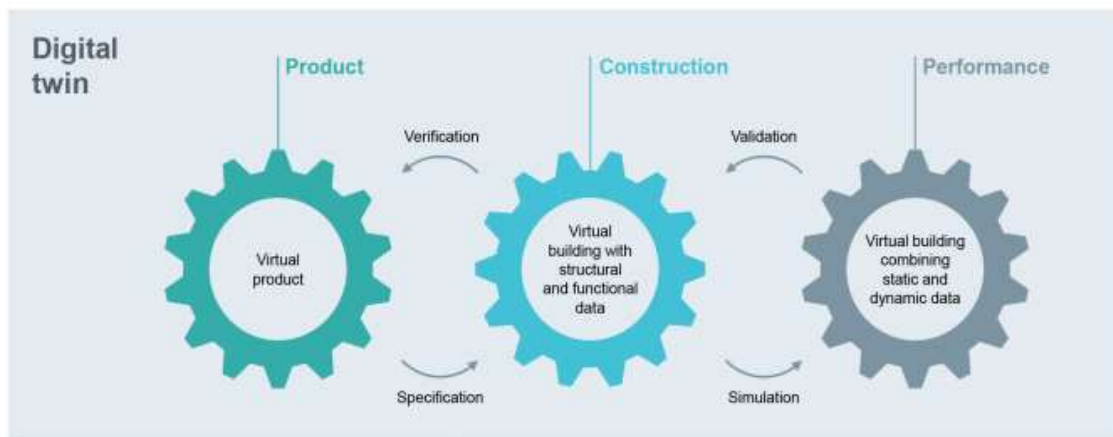 Digital
twin
Product
Construction
Performance
Verification
Validation
Virtual
product
Virtual
building with
structural
and functional
data
Virtual building
combining
static and
dynamic data
Specification
Simulation